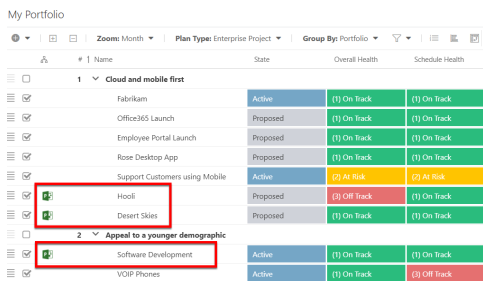 My Portfolio
Zoom: Month Plan Type: Enterprise Project Group By: Portfolio
# Name State Overall Health Schedule Health
1 Cloud and mobile first
Fabrikam Active (1) On Track (1) On Track
Office365 Launch Proposed (1) On Track (1) On Track
Employee Portal Launch Proposed (1) On Track (1) On Track
Rose Desktop App Proposed (1) On Track (1) On Track
Support Customers using Mobile Active (2) At Risk (2) At Risk
Hooli Proposed (3) Off Track (1) On Track
Desert Skies Proposed (1) On Track (1) On Track
2 Appeal to a younger demographic
Software Development Active (1) On Track (1) On Track
VOIP Phones Active (1) On Track (3) Off Track